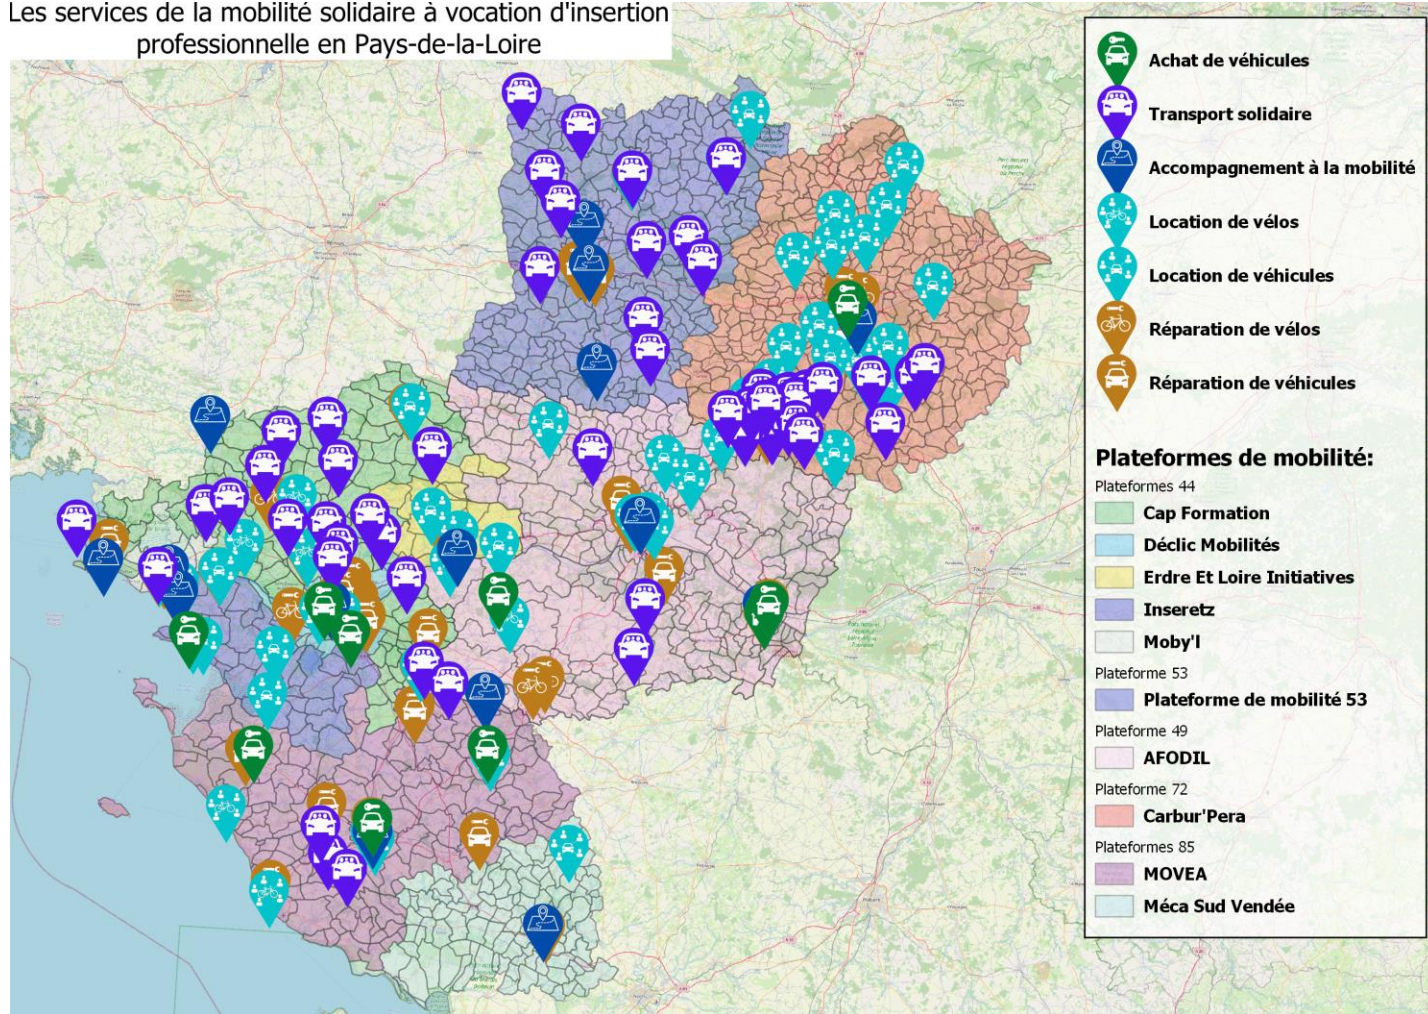 Les services de la mobilité solidaire à vocation d'insertion
professionnelle en Pays-de-la-Loire
Achat de véhicules
Transport solidaire
Accompagnement à la mobilité
Location de vélos
Location de véhicules
Réparation de vélos
Réparation de véhicules
Plateformes de mobilité:
Plateformes 44
Cap Formation
Déclic Mobilités
Erdre Et Loire Initiatives
Inseretz
Moby'l
Plateforme 53
Plateforme de mobilité 53
Plateforme 49
AFODIL
Plateforme 72
Carbur'Pera
Plateformes 85
MOVEA
Méca Sud Vendée